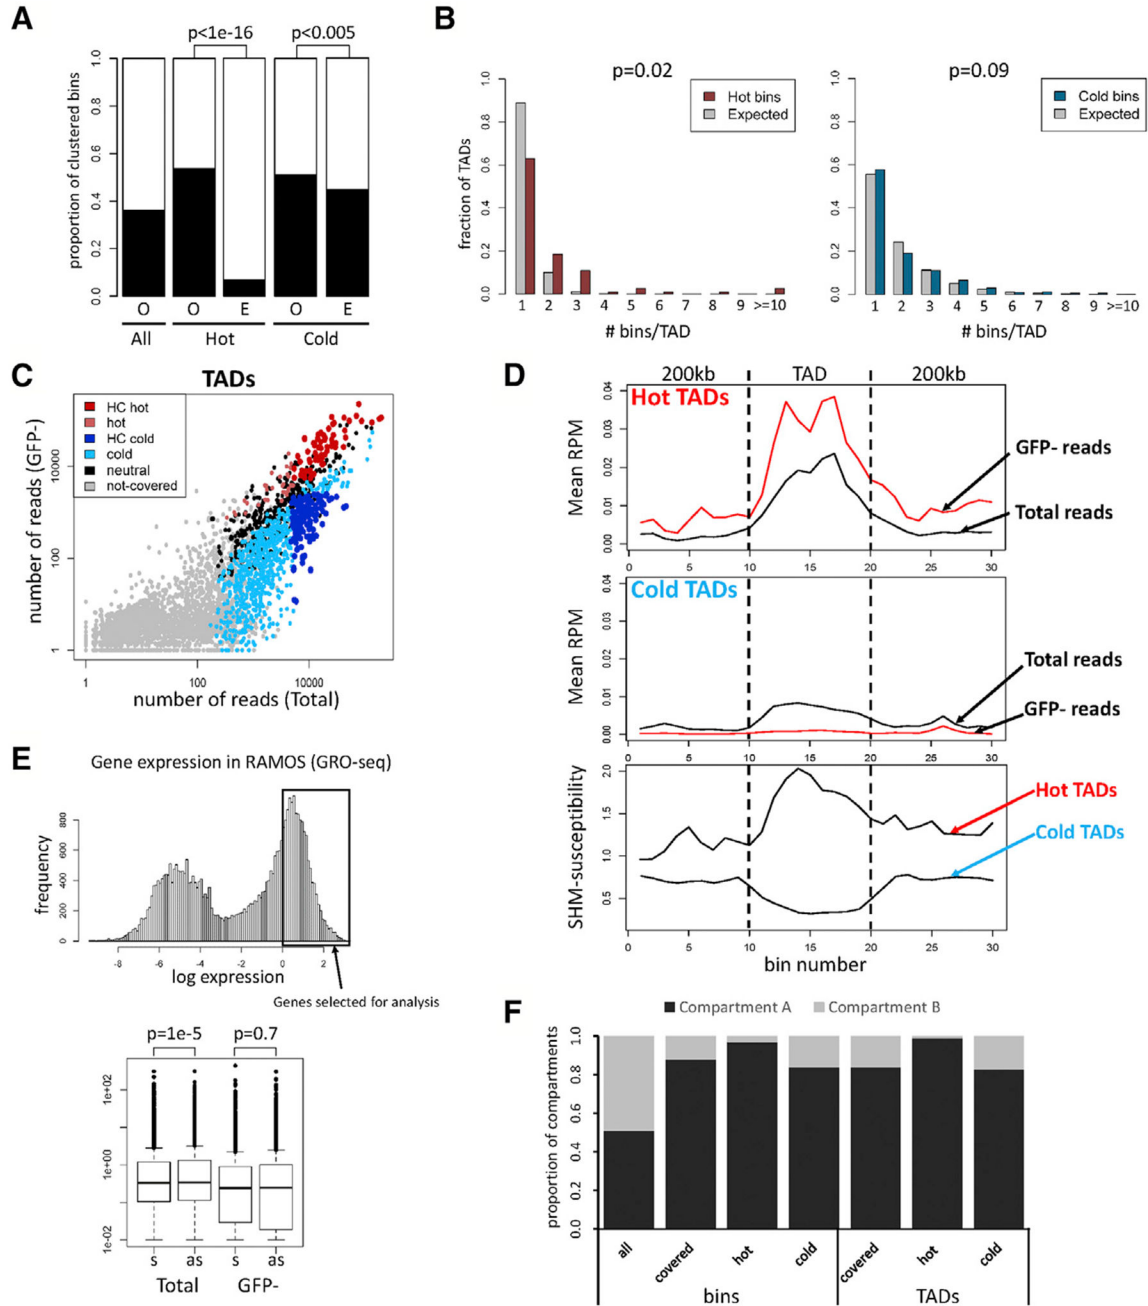 A
p<1e-16 p<0.005
proportion of clustered bins
1.0
0.8
0.6
0.4
0.2
0.0
O O E O E
All Hot Cold
B
p=0.02
Hot bins
Expected
fraction of TADs
1.0
0.8
0.6
0.4
0.2
0.0
1 2 3 4 5 6 7 8 9 >=10
# bins/TAD
p=0.09
Cold bins
Expected
1.0
0.8
0.6
0.4
0.2
0.0
1 2 3 4 5 6 7 8 9 >=10
# bins/TAD
C
TADs
HC hot
hot
HC cold
cold
neutral
not-covered
number of reads (GFP-)
10000
100
1
1 100 10000
number of reads (Total)
D
200kb TAD 200kb
Hot TADs
Mean RPM
0.04
0.03
0.02
0.01
0.00
GFP- reads
Total reads
0 5 10 15 20 25 30
Cold TADs
Mean RPM
0.04
0.03
0.02
0.01
0.00
Total reads
GFP- reads
0 5 10 15 20 25 30
SHM-susceptibility
2.0
1.5
1.0
0.5
Hot TADs
Cold TADs
0 5 10 15 20 25 30
bin number
E
Gene expression in RAMOS (GRO-seq)
frequency
800
600
400
200
0
-8 -6 -4 -2 0 2
log expression
Genes selected for analysis
p=1e-5 p=0.7
1e+02
1e+00
1e-02
s as s as
Total GFP-
F
Compartment A Compartment B
proportion of compartments
1.0
0.8
0.6
0.4
0.2
0.0
all covered hot cold covered hot cold
bins TADs